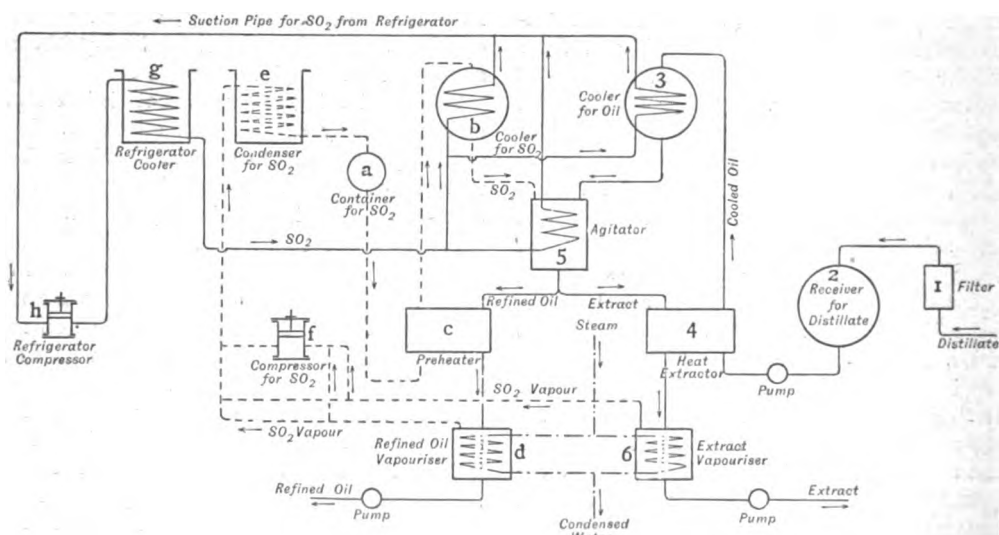 Suction Pipe for SO2 from Refrigerator
g
e
3
Cooler
for Oil
b
Refrigerator
Cooler
Condenser
for SO2
Cooler
for SO2
a
Container
for SO2
SO2
Cooled Oil
Agitator
SO2
5
2
Receiver
for
Distillate
I
Filter
Refined Oil
Extract
Steam
h
f
c
4
Distillate
Refrigerator
Compressor
Preheater
Heat
Extractor
Compressor
for SO2
Pump
SO2 Vapour
SO2 Vapour
Refined Oil
Vapouriser
d
6
Extract
Vapouriser
Refined Oil
Extract
Pump
Pump
Condensed